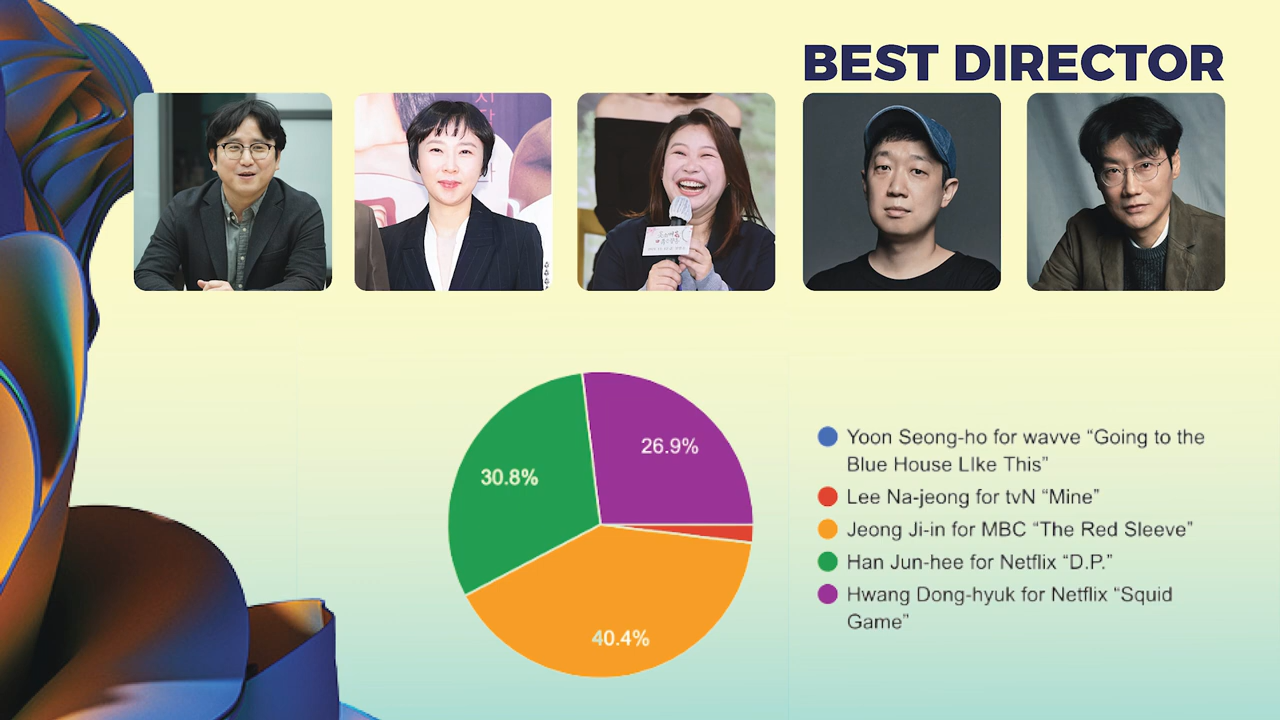 BEST DIRECTOR
26.9%
30.8%
40.4%
Yoon Seong-ho for wavve “Going to the
Blue House LIke This”
Lee Na-jeong for tvN “Mine”
Jeong Ji-in for MBC “The Red Sleeve”
Han Jun-hee for Netflix “D.P.”
Hwang Dong-hyuk for Netflix “Squid
Game”